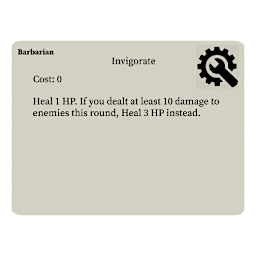 Barbarian
Invigorate
Cost: 0
Heal 1 HP. If you dealt at least 10 damage to
enemies this round, Heal 3 HP instead.